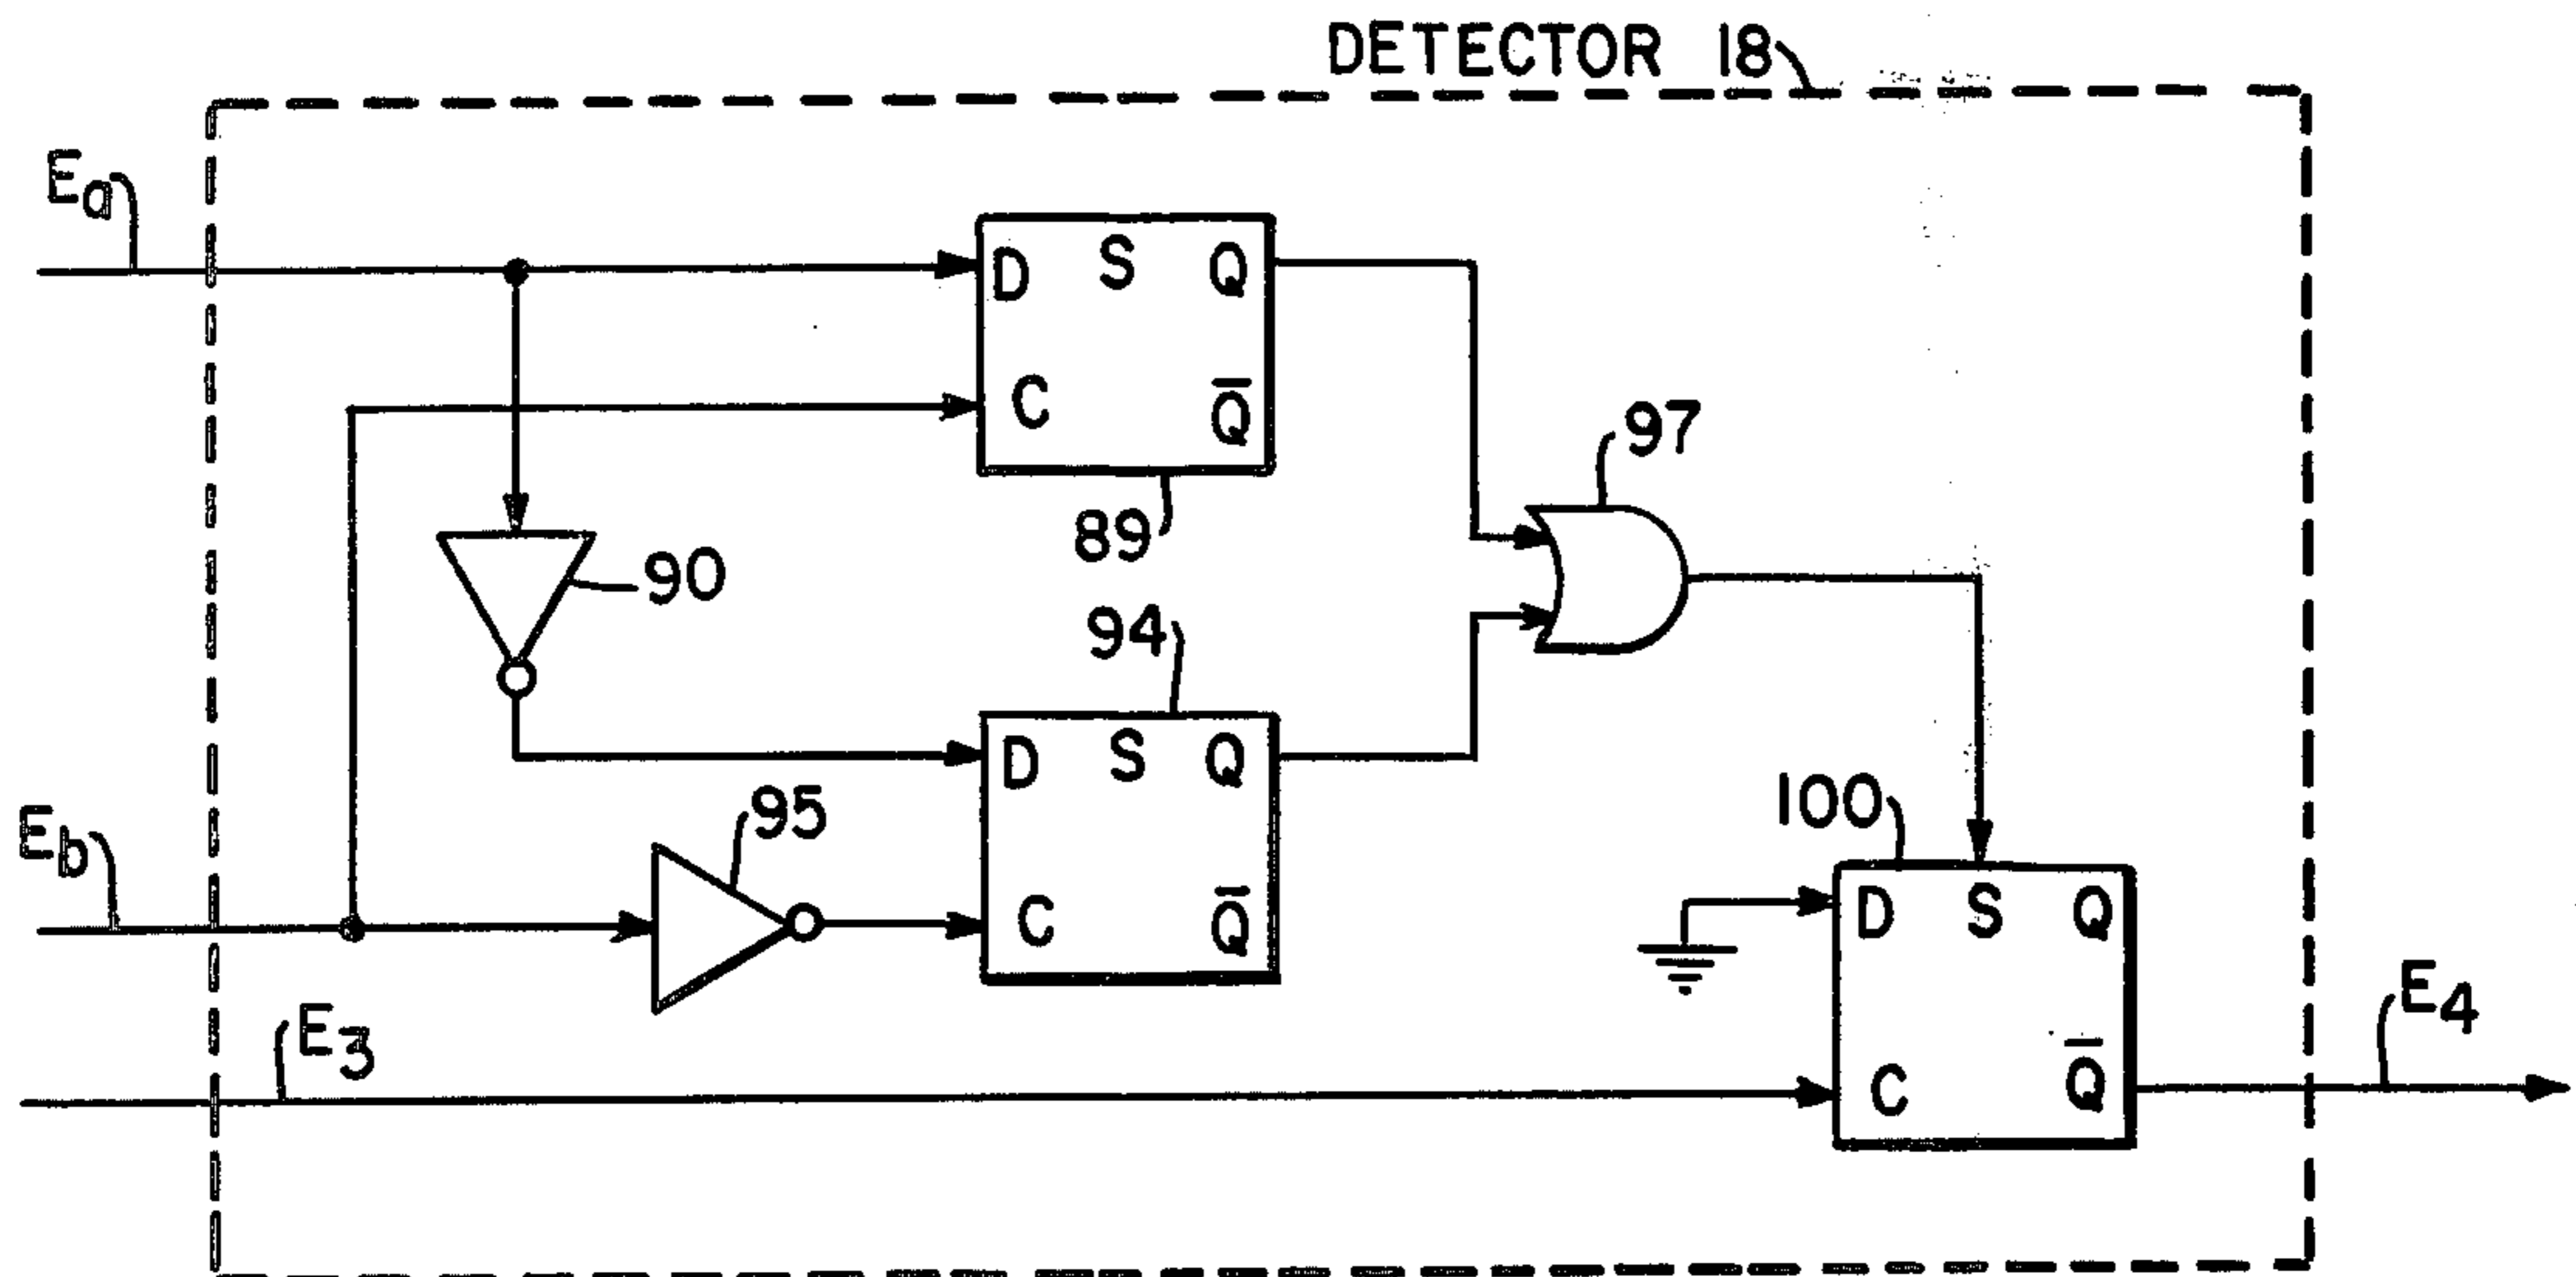 DETECTOR 18
Ea
D S Q
C Q̅
97
89
90
94
D S Q
95
100
Eb
C Q̅
D S Q
E3
E4
C Q̅